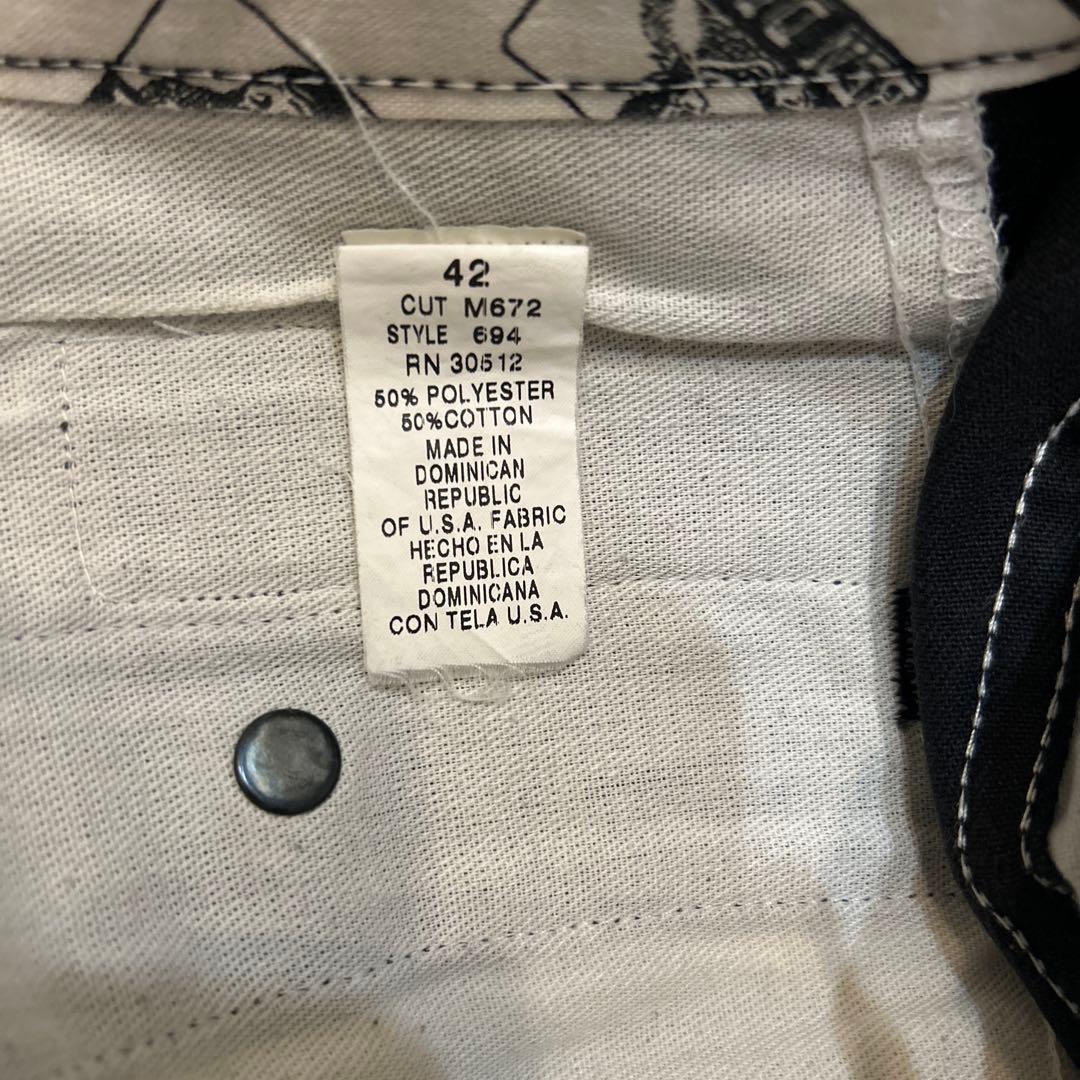 42
CUT M672
STYLE 694
RN 30512
50% POLYESTER
50%COTTON
MADE IN
DOMINICAN
REPUBLIC
OF U.S.A. FABRIC
HECHO EN LA
REPUBLICA
DOMINICANA
CON TELA U.S.A.